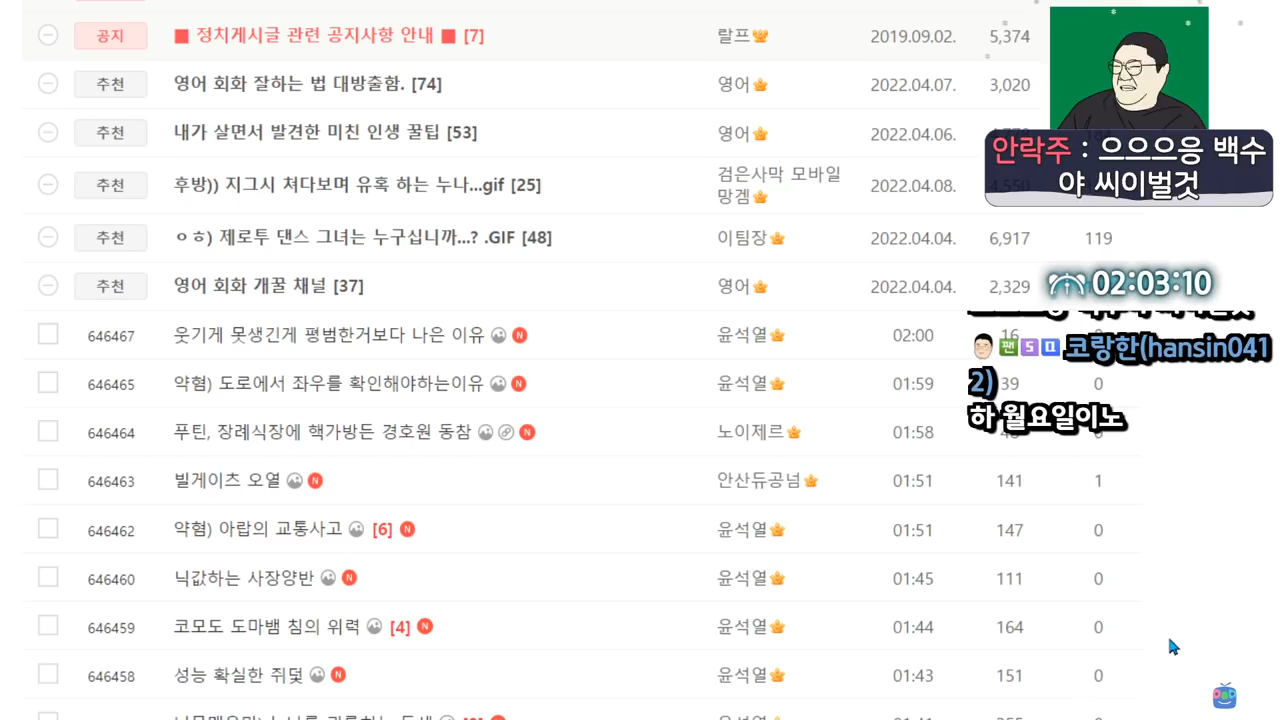 공지 ■ 정치게시글 관련 공지사항 안내 ■ [7] 랄프 2019.09.02. 5,374
추천 영어 회화 잘하는 법 대방출함. [74] 영어 2022.04.07. 3,020
추천 내가 살면서 발견한 미친 인생 꿀팁 [53] 영어 2022.04.06.
안락주 : 으으으응 백수
야 씨이벌것
추천 후방)) 지그시 쳐다보며 유혹 하는 누나...gif [25] 검은사막 모바일
망겜 2022.04.08. 4,550
추천 ㅇㅎ) 제로투 댄스 그녀는 누구십니까...? .GIF [48] 이팀장 2022.04.04. 6,917 119
추천 영어 회화 개꿀 채널 [37] 영어 2022.04.04. 2,329
02:03:10
646467 웃기게 못생긴게 평범한거보다 나은 이유 N 윤석열 02:00 16 0
팬 5 코랑한(hansin041
2)
646465 약혐) 도로에서 좌우를 확인해야하는이유 N 윤석열 01:59 39 0
하 월요일이노
646464 푸틴, 장례식장에 핵가방든 경호원 동참 N 노이제르 01:58 0
646463 빌게이츠 오열 N 안산듀공넘 01:51 141 1
646462 약혐) 아랍의 교통사고 [6] N 윤석열 01:51 147 0
646460 닉값하는 사장양반 N 윤석열 01:45 111 0
646459 코모도 도마뱀 침의 위력 [4] N 윤석열 01:44 164 0
646458 성능 확실한 쥐덫 N 윤석열 01:43 151 0